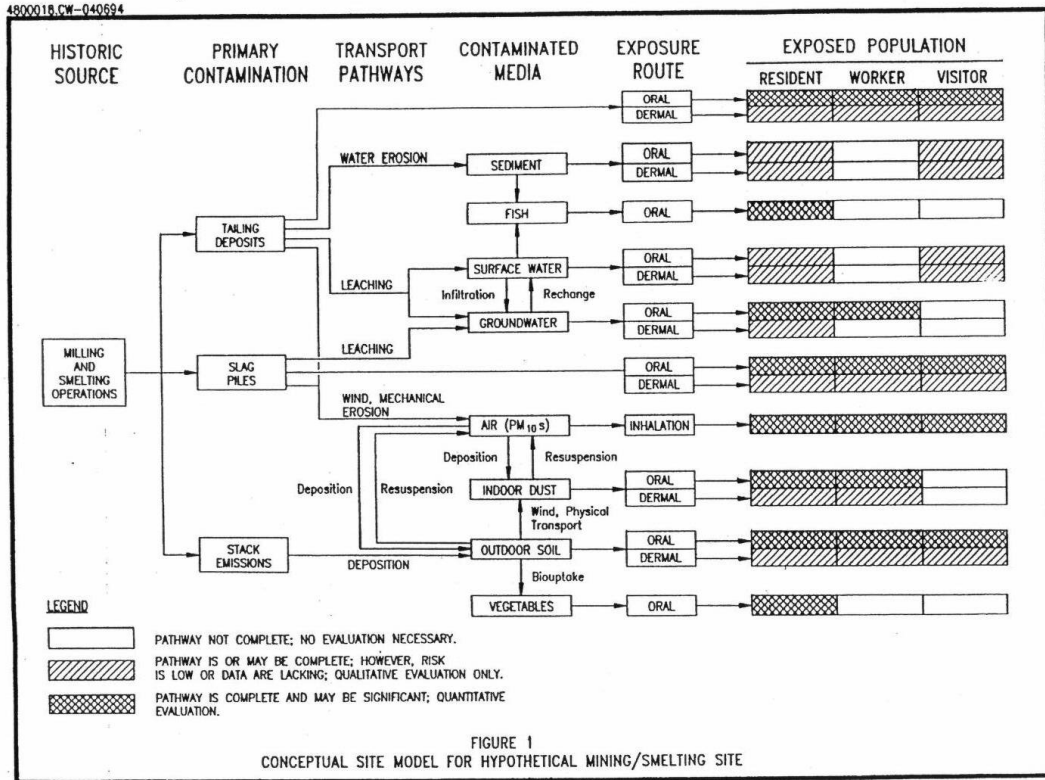 4800018.CW-040694
HISTORIC SOURCE
PRIMARY CONTAMINATION
TRANSPORT PATHWAYS
CONTAMINATED MEDIA
EXPOSURE ROUTE
EXPOSED POPULATION
RESIDENT WORKER VISITOR
ORAL
DERMAL
WATER EROSION
SEDIMENT
ORAL
DERMAL
FISH
ORAL
TAILING
DEPOSITS
LEACHING
SURFACE WATER
ORAL
DERMAL
Infiltration
Rechange
GROUNDWATER
ORAL
DERMAL
MILLING
AND
SMELTING
OPERATIONS
LEACHING
SLAG
PILES
ORAL
DERMAL
WIND, MECHANICAL
EROSION
AIR (PM10s)
INHALATION
Deposition
Resuspension
Deposition
Resuspension
INDOOR DUST
ORAL
DERMAL
Wind, Physical
Transport
STACK
EMISSIONS
DEPOSITION
OUTDOOR SOIL
ORAL
DERMAL
Biouptake
VEGETABLES
ORAL
LEGEND
PATHWAY NOT COMPLETE; NO EVALUATION NECESSARY.
PATHWAY IS OR MAY BE COMPLETE; HOWEVER, RISK
IS LOW OR DATA ARE LACKING; QUALITATIVE EVALUATION ONLY.
PATHWAY IS COMPLETE AND MAY BE SIGNIFICANT; QUANTITATIVE
EVALUATION.
FIGURE 1
CONCEPTUAL SITE MODEL FOR HYPOTHETICAL MINING/SMELTING SITE